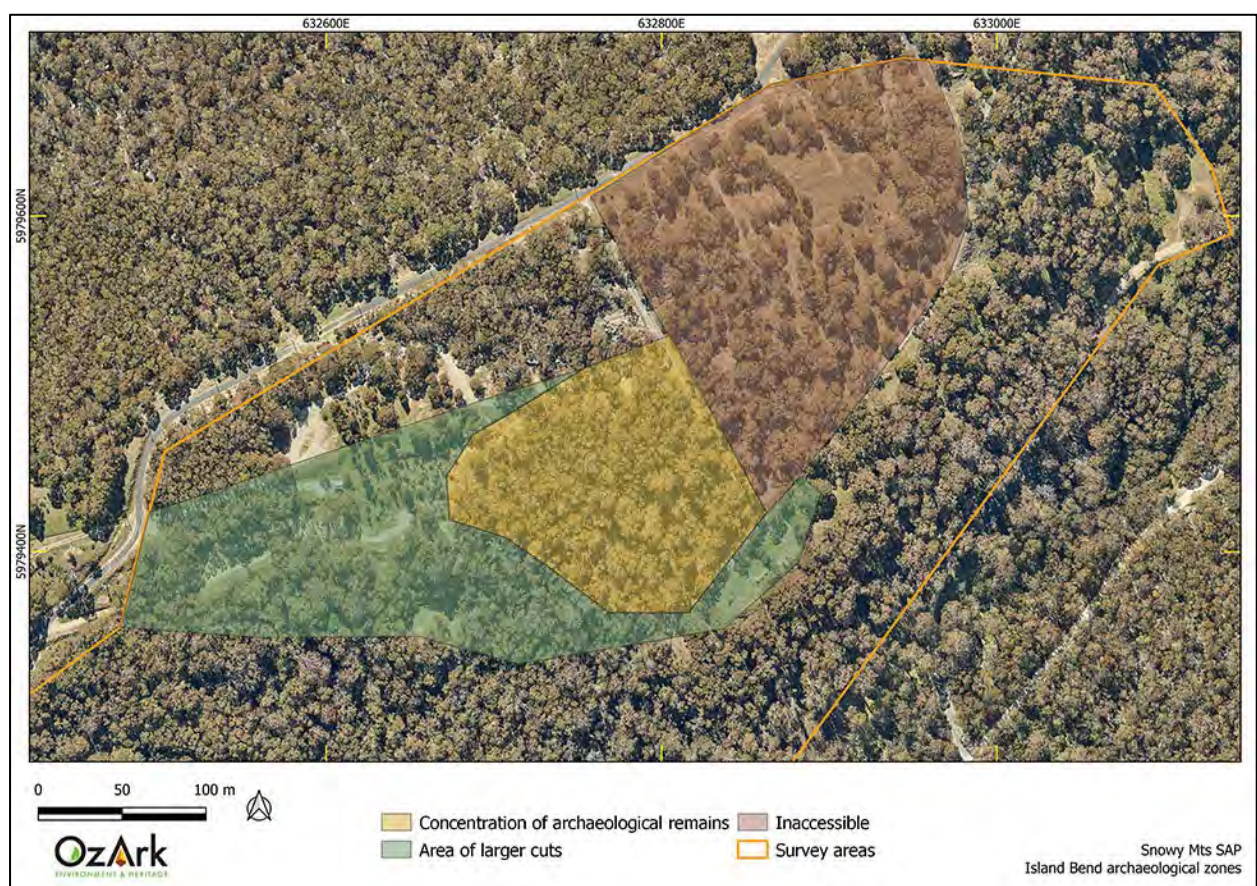 632600E
632800E
633000E
5979600N
5979400N
0 50 100 m
Concentration of archaeological remains
Inaccessible
Area of larger cuts
Survey areas
OzArk
ENVIRONMENT & HERITAGE
Snowy Mts SAP
Island Bend archaeological zones